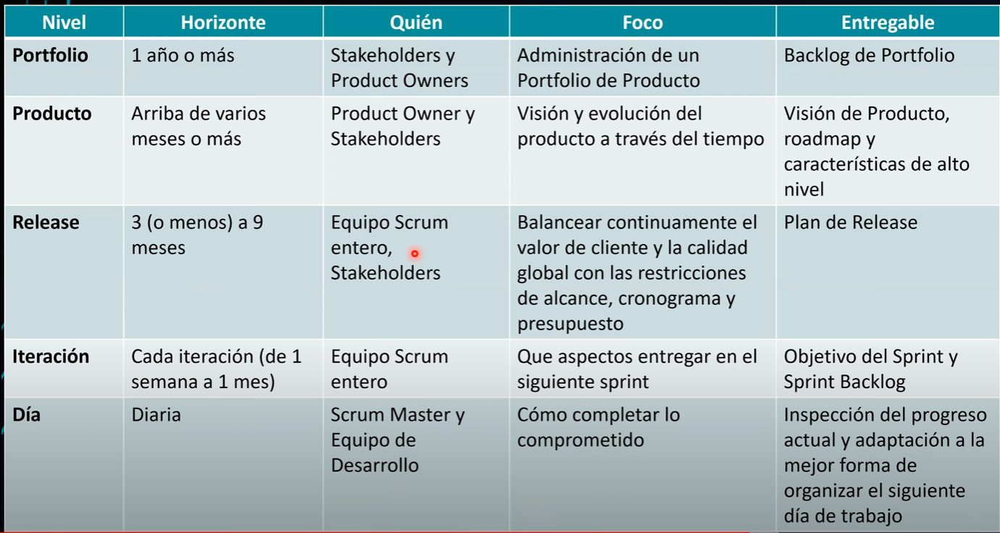 Nivel Horizonte Quién Foco Entregable
Portfolio
1 año o más
Stakeholders y
Product Owners
Administración de un
Portfolio de Producto
Backlog de Portfolio
Producto
Arriba de varios
meses o más
Product Owner y
Stakeholders
Visión y evolución del
producto a través del tiempo
Visión de Producto,
roadmap y
características de alto
nivel
Release
3 (o menos) a 9
meses
Equipo Scrum
entero,
Stakeholders
Balancear continuamente el
valor de cliente y la calidad
global con las restricciones
de alcance, cronograma y
presupuesto
Plan de Release
Iteración
Cada iteración (de 1
semana a 1 mes)
Equipo Scrum
entero
Que aspectos entregar en el
siguiente sprint
Objetivo del Sprint y
Sprint Backlog
Día
Diaria
Scrum Master y
Equipo de
Desarrollo
Cómo completar lo
comprometido
Inspección del progreso
actual y adaptación a la
mejor forma de
organizar el siguiente
día de trabajo